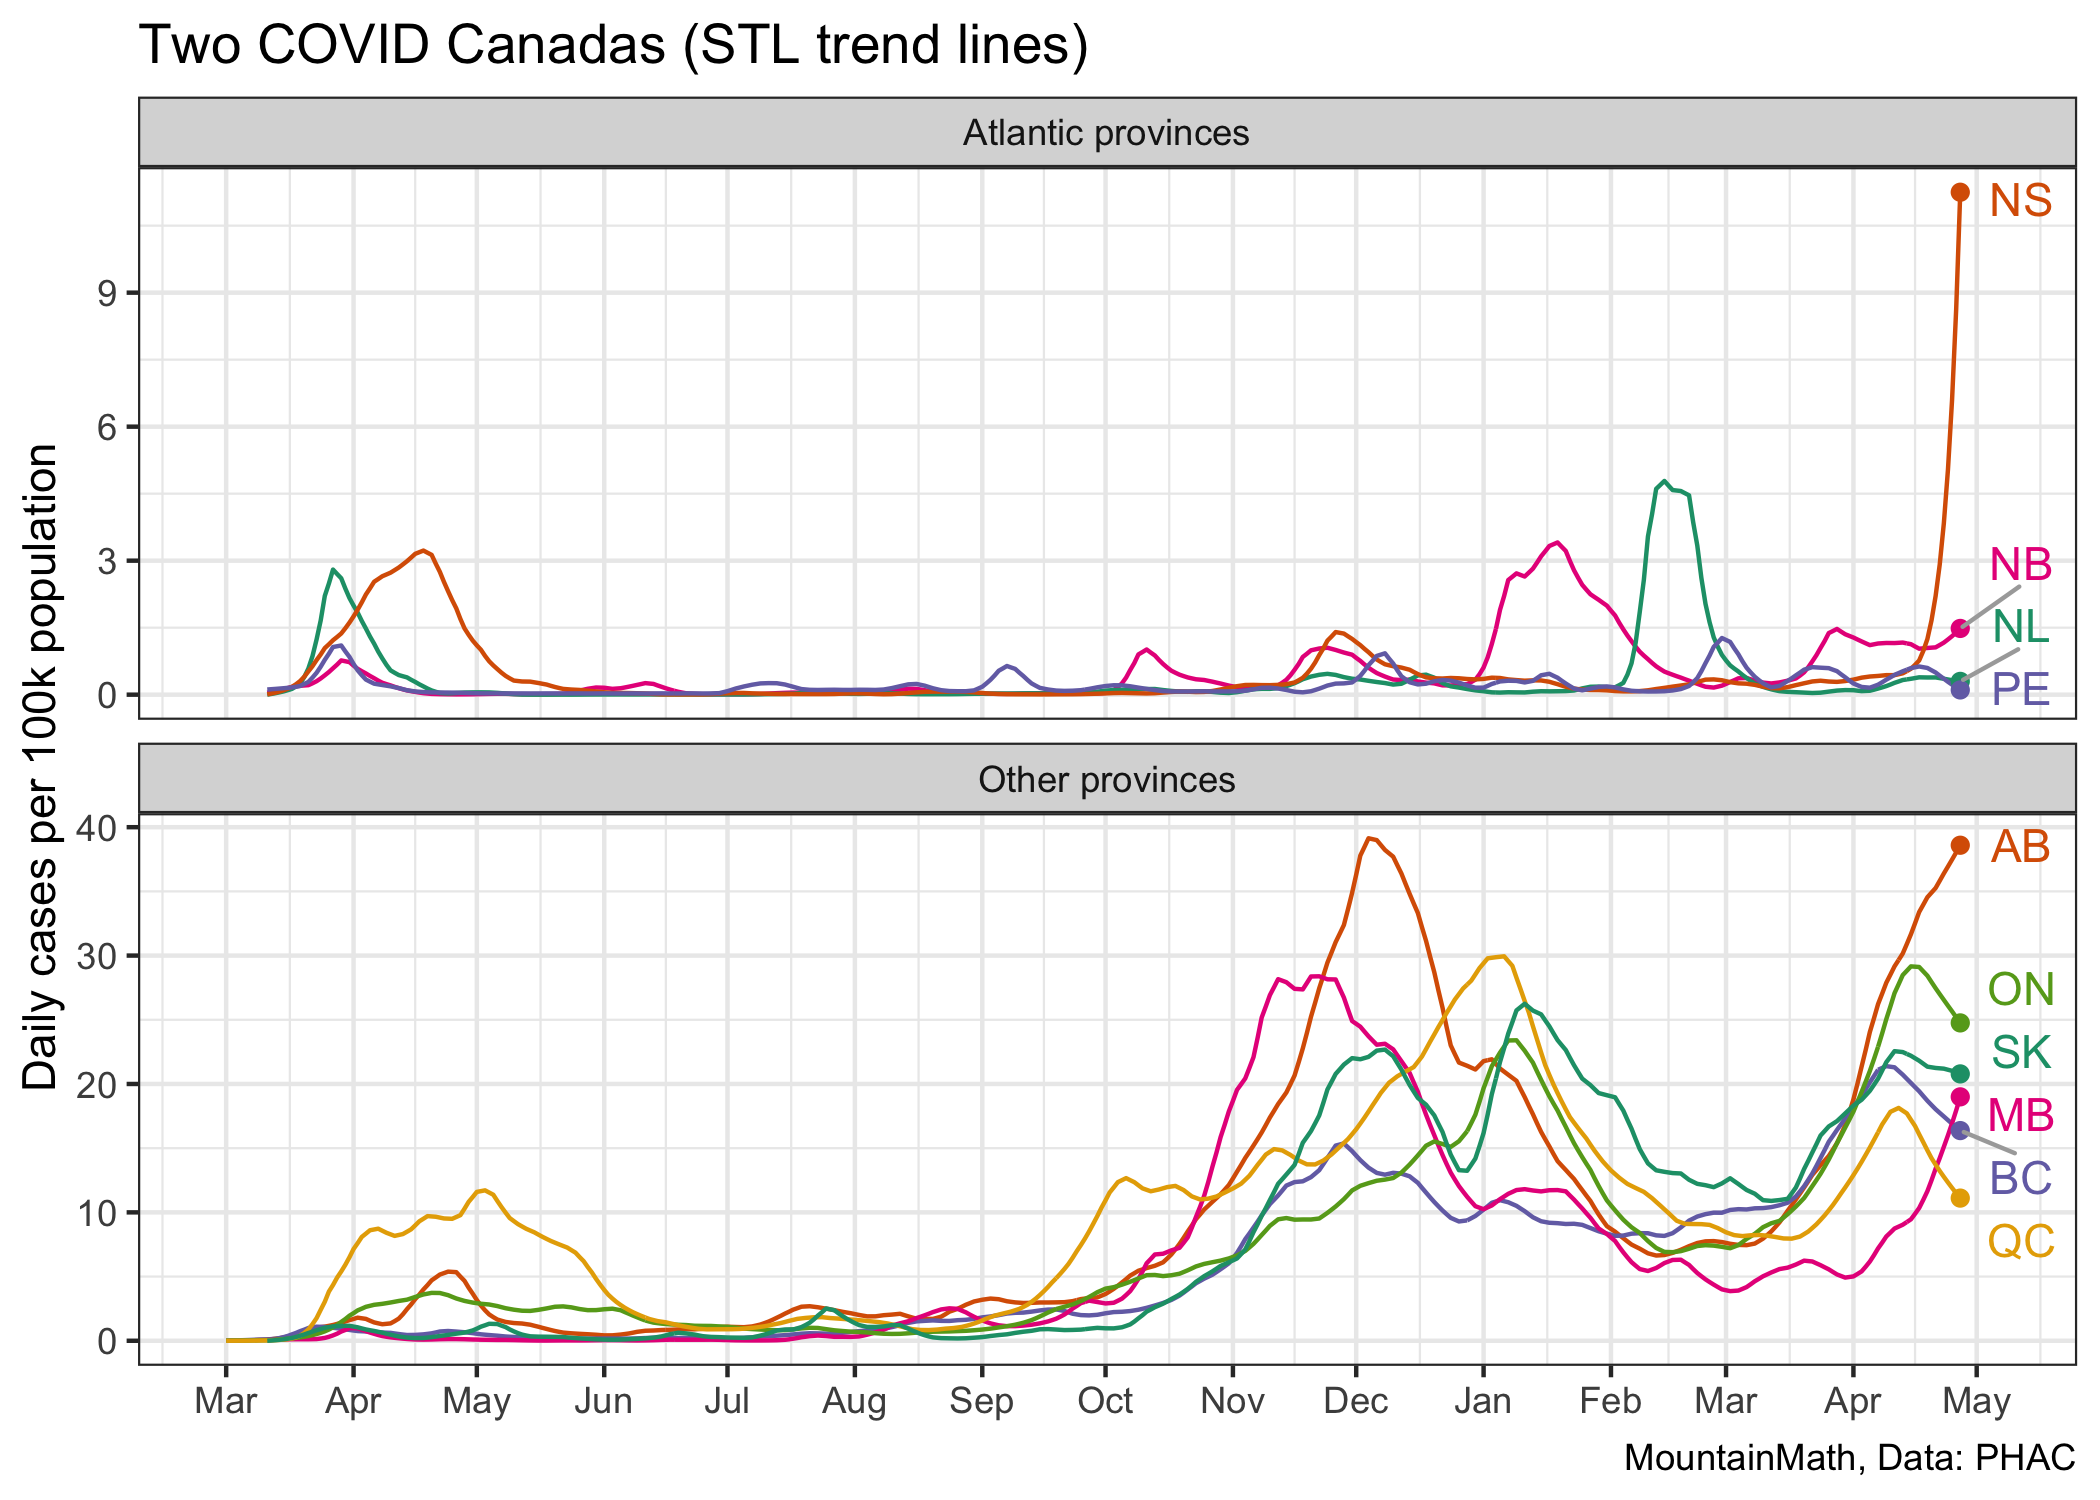 Two COVID Canadas (STL trend lines)
Atlantic provinces
Daily cases per 100k population
9
6
3
0
NS
NB
NL
PE
Other provinces
40
30
20
10
0
AB
ON
SK
MB
BC
QC
Mar Apr May Jun Jul Aug Sep Oct Nov Dec Jan Feb Mar Apr May
MountainMath, Data: PHAC